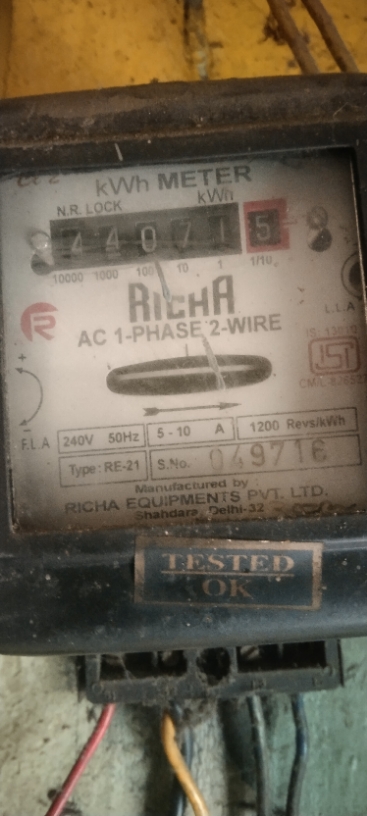 kWh METER
N.R. LOCK kWh
44071 5
10000 1000 100 10 1 1/10
RICHA
R
L.L.A
AC 1-PHASE 2-WIRE
ISI
+
-
F.L.A
240V 50Hz 5 - 10 A 1200 Revs/kWh
Type: RE-21 S.No. 049716
Manufactured by
RICHA EQUIPMENTS PVT. LTD.
Shahdara, Delhi-32
TESTED
OK